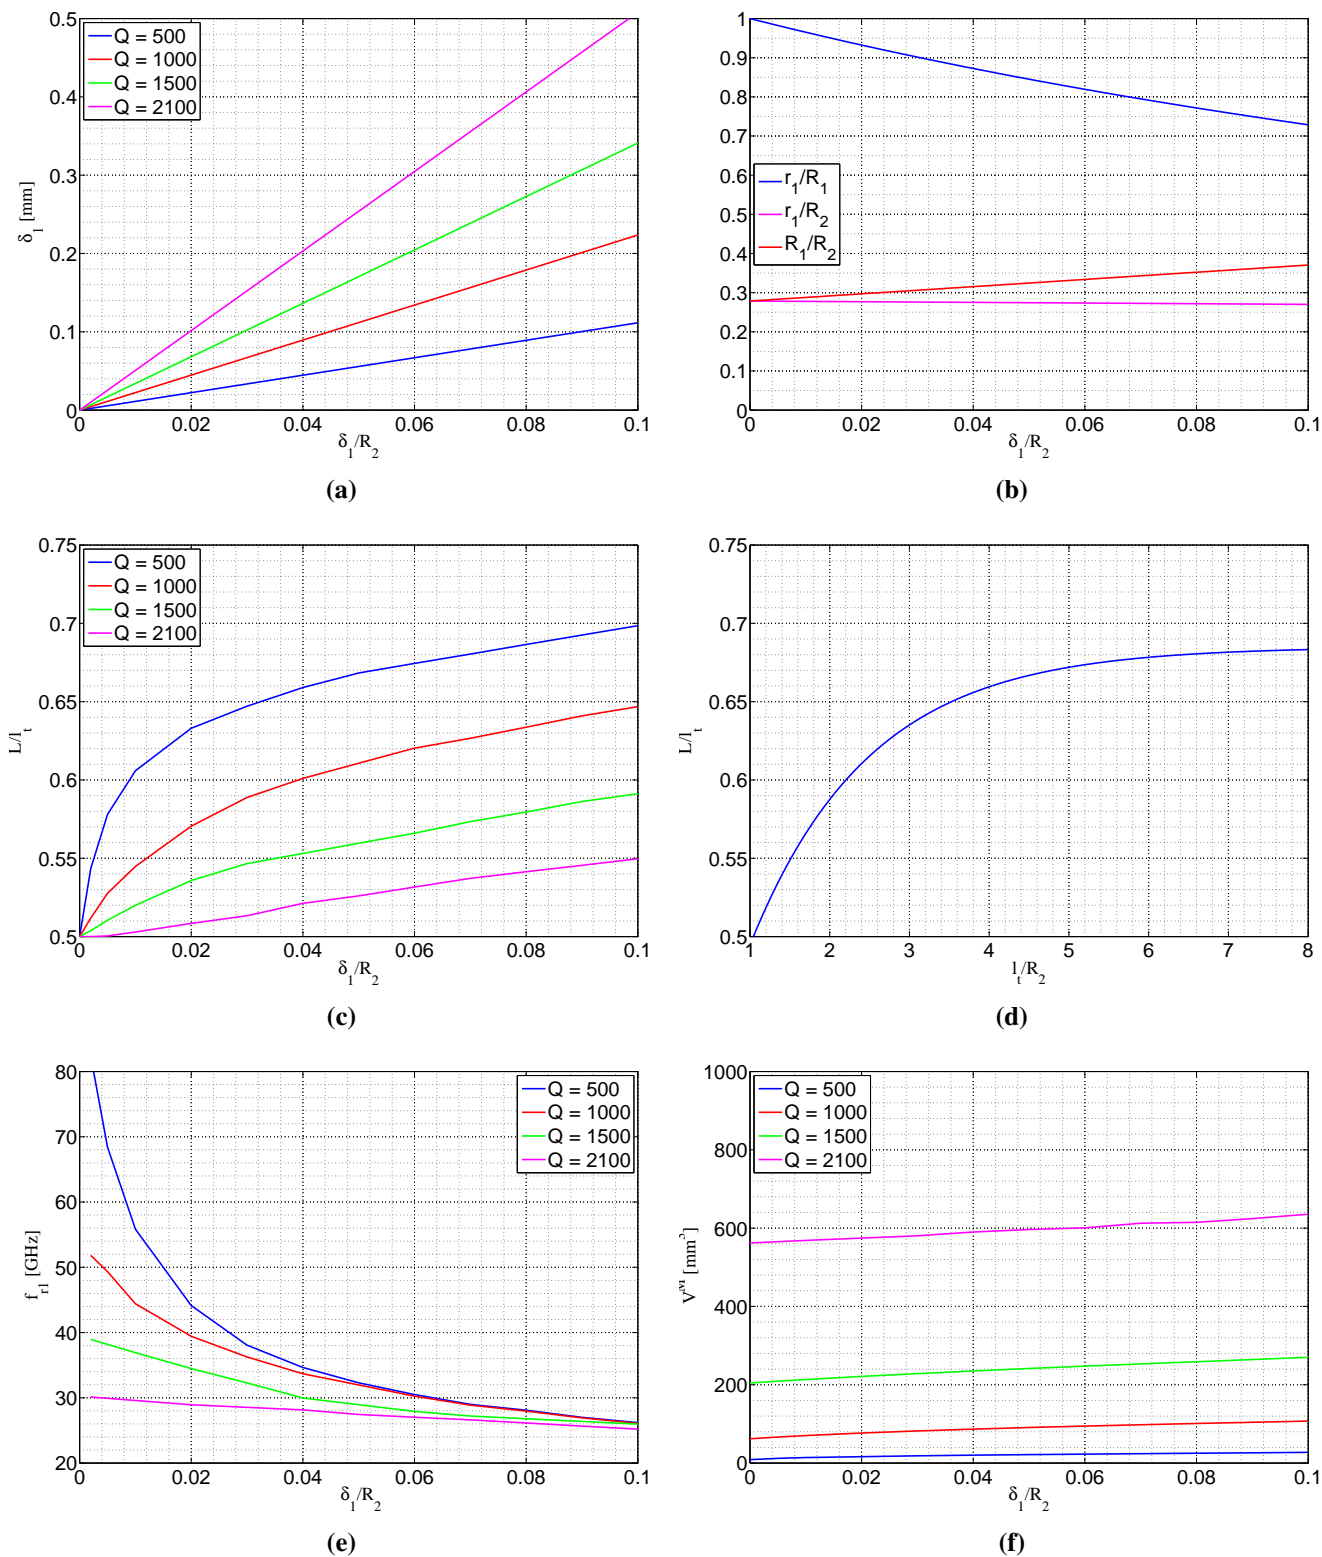 0.5
0.4
0.3
0.2
0.1
0
δ₁ [mm]
Q = 500
Q = 1000
Q = 1500
Q = 2100
0 0.02 0.04 0.06 0.08 0.1
δ₁/R₂
(a)
1
0.9
0.8
0.7
0.6
0.5
0.4
0.3
0.2
0.1
0
r₁/R₁
r₁/R₂
R₁/R₂
0 0.02 0.04 0.06 0.08 0.1
δ₁/R₂
(b)
0.75
0.7
0.65
0.6
0.55
0.5
L/lₜ
Q = 500
Q = 1000
Q = 1500
Q = 2100
0 0.02 0.04 0.06 0.08 0.1
δ₁/R₂
(c)
0.75
0.7
0.65
0.6
0.55
0.5
L/lₜ
1 2 3 4 5 6 7 8
lₜ/R₂
(d)
80
70
60
50
40
30
20
f_r1 [GHz]
Q = 500
Q = 1000
Q = 1500
Q = 2100
0 0.02 0.04 0.06 0.08 0.1
δ₁/R₂
(e)
1000
800
600
400
200
0
Q = 500
Q = 1000
Q = 1500
Q = 2100
0 0.02 0.04 0.06 0.08 0.1
δ₁/R₂
(f)